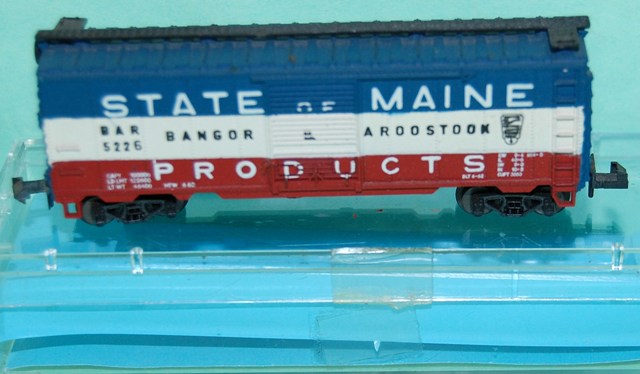 STATE OF MAINE
BAR BANGOR AROOSTOOK
5226
PRODUCTS